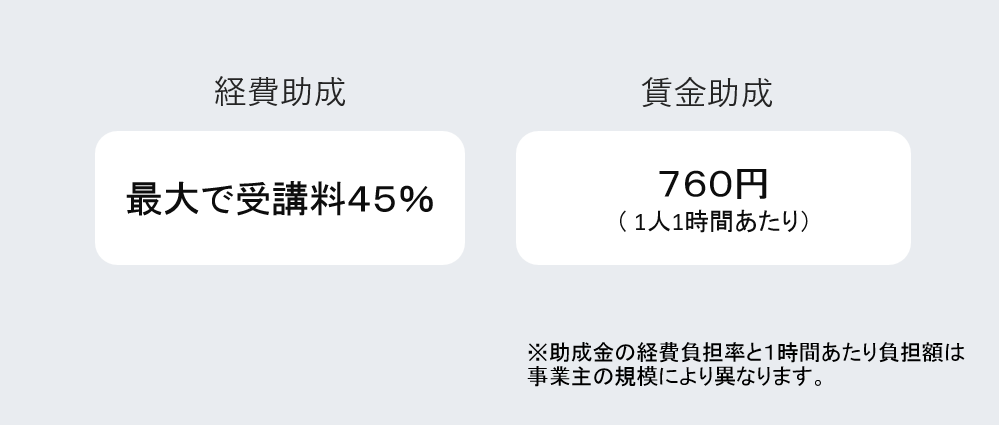 経費助成
賃金助成
最大で受講料45%
760円
（1人1時間あたり）
※助成金の経費負担率と1時間あたり負担額は
事業主の規模により異なります。